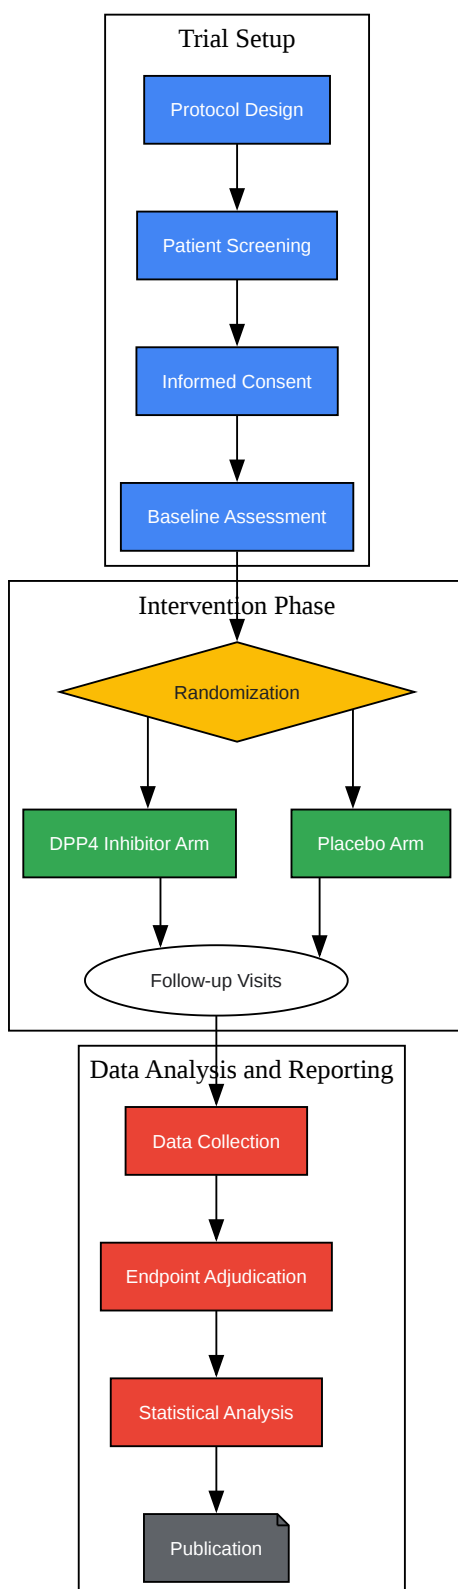 Trial Setup
Protocol Design
Patient Screening
Informed Consent
Baseline Assessment
Intervention Phase
Randomization
DPP4 Inhibitor Arm
Placebo Arm
Follow-up Visits
Data Analysis and Reporting
Data Collection
Endpoint Adjudication
Statistical Analysis
Publication